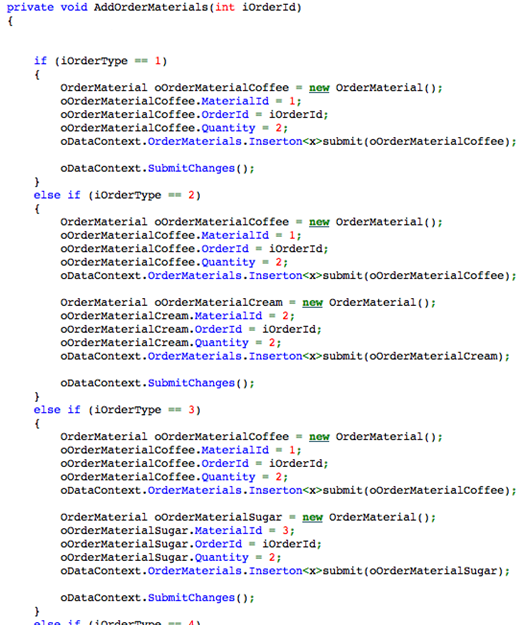 private void AddOrderMaterials(int iOrderId)
{
if (iOrderType == 1)
{
OrderMaterial oOrderMaterialCoffee = new OrderMaterial();
oOrderMaterialCoffee.MaterialId = 1;
oOrderMaterialCoffee.OrderId = iOrderId;
oOrderMaterialCoffee.Quantity = 2;
oDataContext.OrderMaterials.Inserton<x>submit(oOrderMaterialCoffee);
oDataContext.SubmitChanges();
}
else if (iOrderType == 2)
{
OrderMaterial oOrderMaterialCoffee = new OrderMaterial();
oOrderMaterialCoffee.MaterialId = 1;
oOrderMaterialCoffee.OrderId = iOrderId;
oOrderMaterialCoffee.Quantity = 2;
oDataContext.OrderMaterials.Inserton<x>submit(oOrderMaterialCoffee);
OrderMaterial oOrderMaterialCream = new OrderMaterial();
oOrderMaterialCream.MaterialId = 2;
oOrderMaterialCream.OrderId = iOrderId;
oOrderMaterialCream.Quantity = 2;
oDataContext.OrderMaterials.Inserton<x>submit(oOrderMaterialCream);
oDataContext.SubmitChanges();
}
else if (iOrderType == 3)
{
OrderMaterial oOrderMaterialCoffee = new OrderMaterial();
oOrderMaterialCoffee.MaterialId = 1;
oOrderMaterialCoffee.OrderId = iOrderId;
oOrderMaterialCoffee.Quantity = 2;
oDataContext.OrderMaterials.Inserton<x>submit(oOrderMaterialCoffee);
OrderMaterial oOrderMaterialSugar = new OrderMaterial();
oOrderMaterialSugar.MaterialId = 3;
oOrderMaterialSugar.OrderId = iOrderId;
oOrderMaterialSugar.Quantity = 2;
oDataContext.OrderMaterials.Inserton<x>submit(oOrderMaterialSugar);
oDataContext.SubmitChanges();
}
else if (iOrderType == 4)